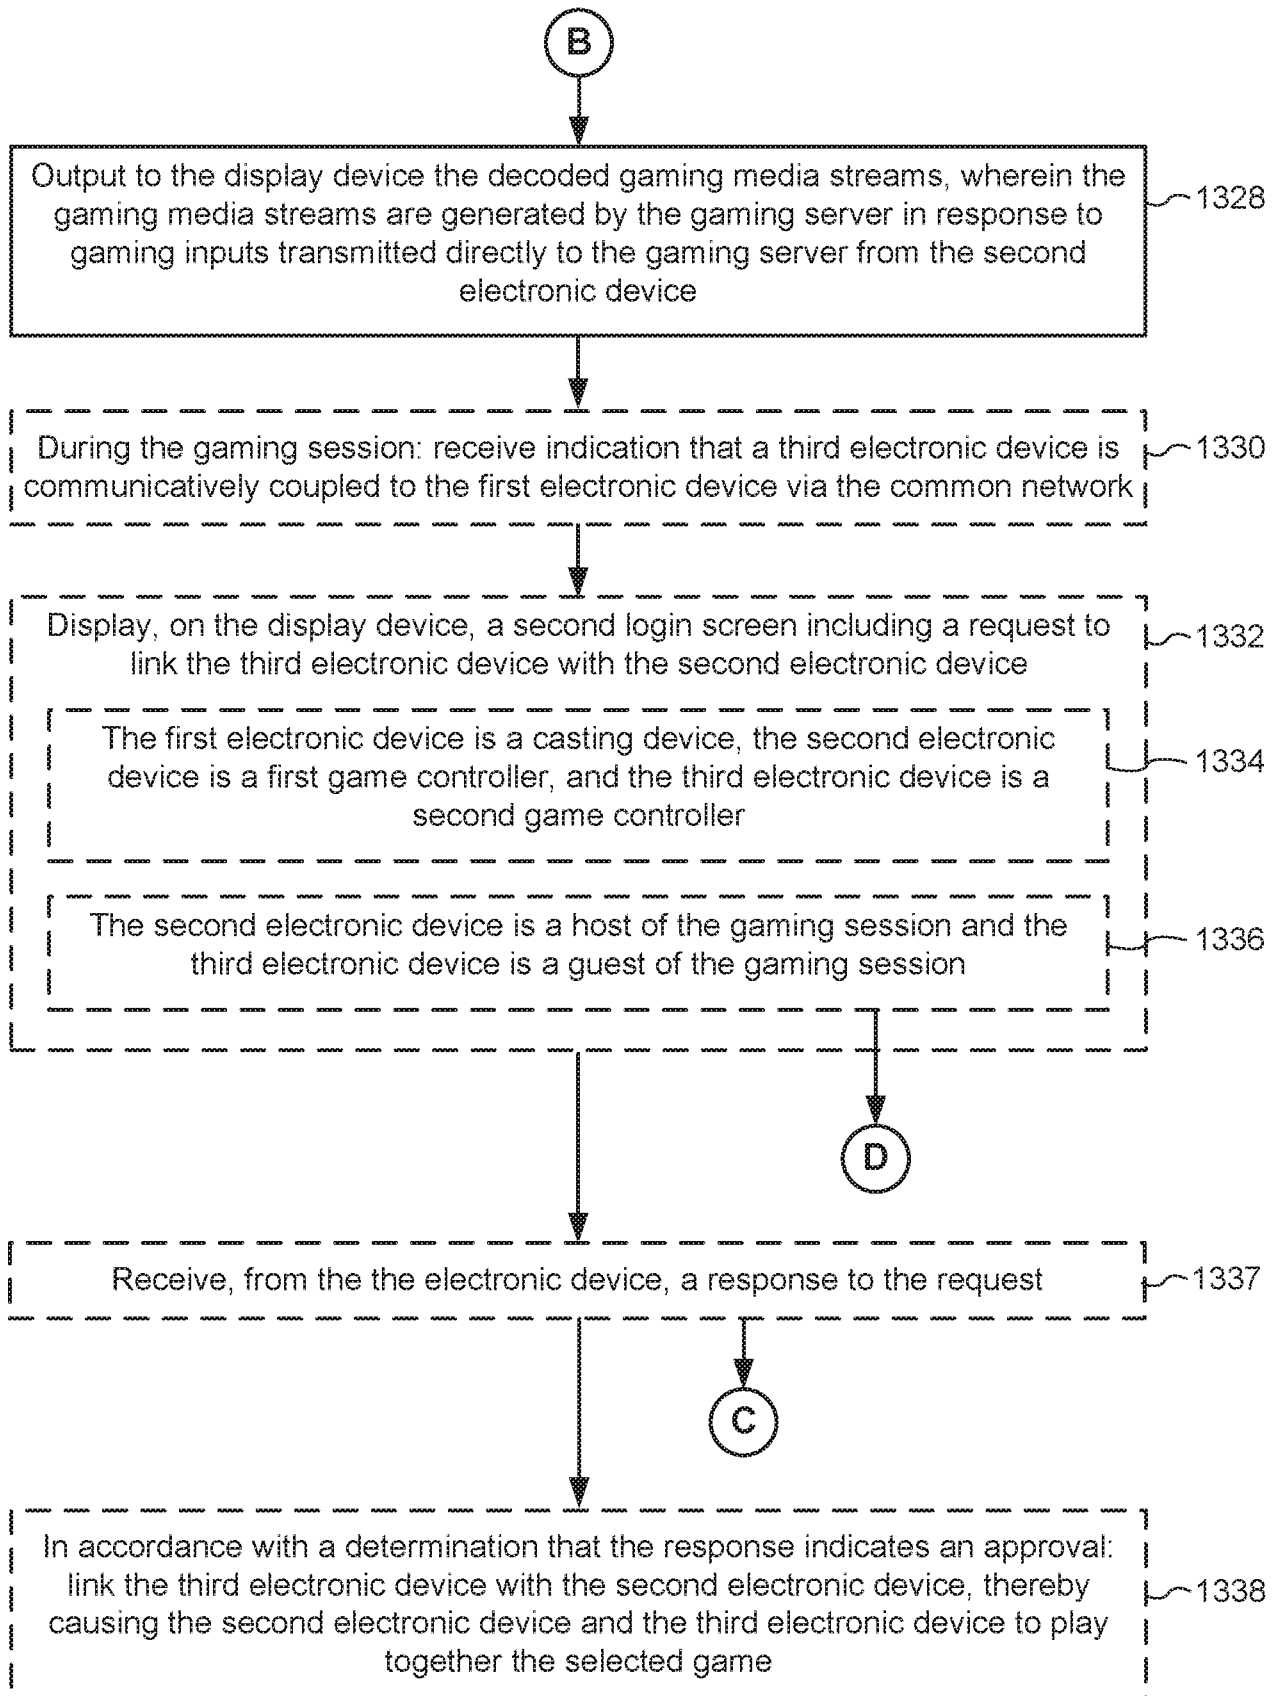 B
Output to the display device the decoded gaming media streams, wherein the
gaming media streams are generated by the gaming server in response to
gaming inputs transmitted directly to the gaming server from the second
electronic device
1328
During the gaming session: receive indication that a third electronic device is
communicatively coupled to the first electronic device via the common network
1330
Display, on the display device, a second login screen including a request to
link the third electronic device with the second electronic device
1332
The first electronic device is a casting device, the second electronic
device is a first game controller, and the third electronic device is a
second game controller
1334
The second electronic device is a host of the gaming session and the
third electronic device is a guest of the gaming session
1336
D
Receive, from the the electronic device, a response to the request
1337
C
In accordance with a determination that the response indicates an approval:
link the third electronic device with the second electronic device, thereby
causing the second electronic device and the third electronic device to play
together the selected game
1338